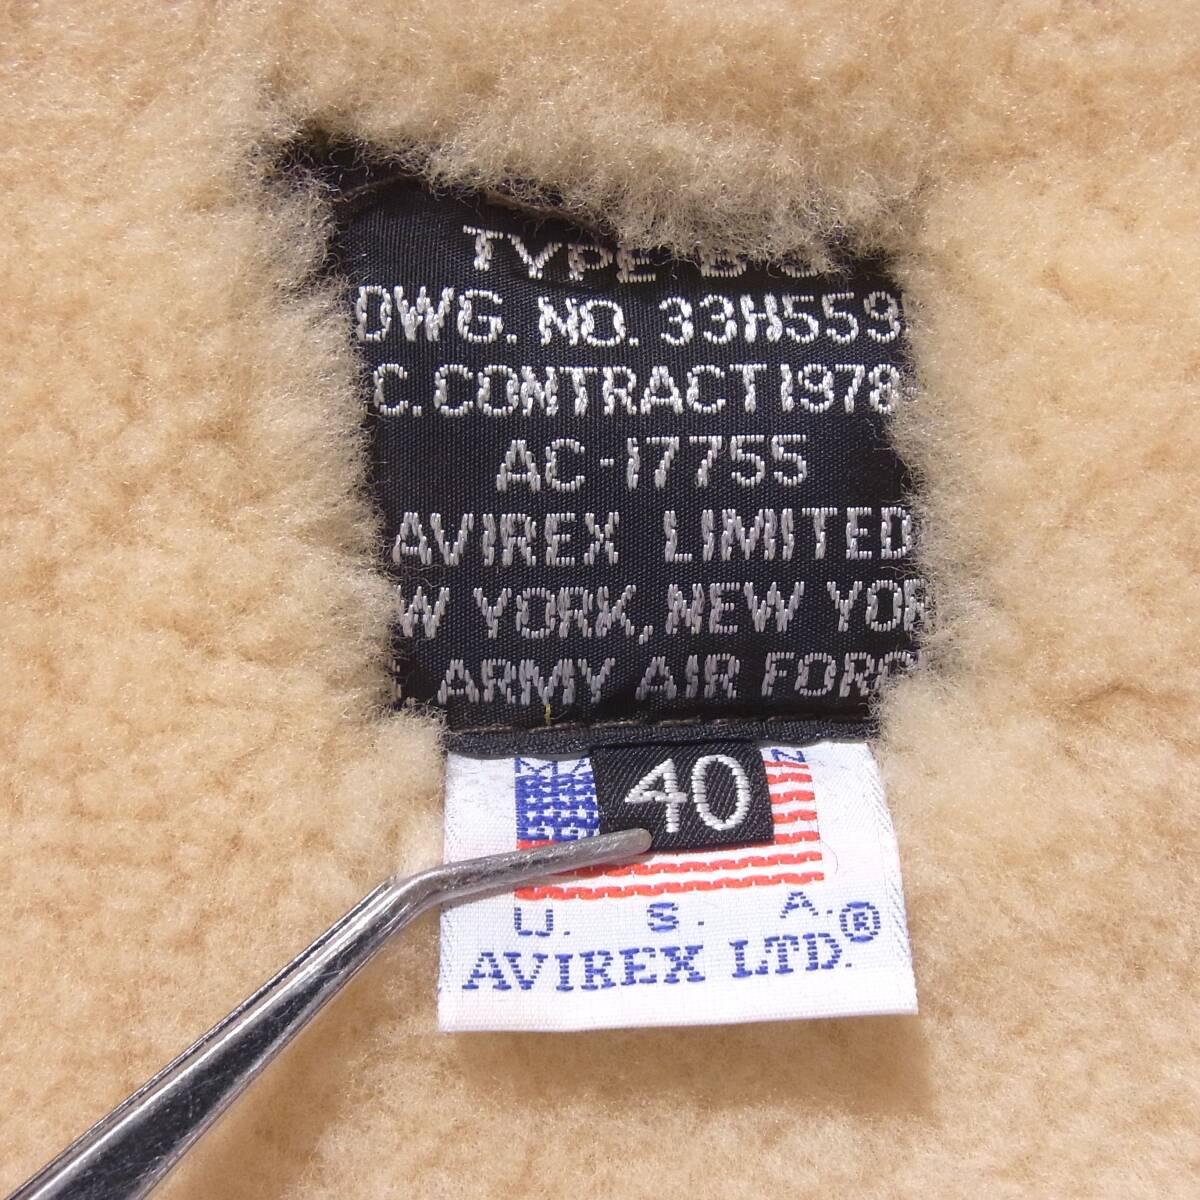 TYPE B-3
DWG. NO. 33H559
C. CONTRACT 1978
AC-17755
AVIREX LIMITED
W YORK, NEW YOR
ARMY AIR FORC
40
U. S. A.
AVIREX LTD.®